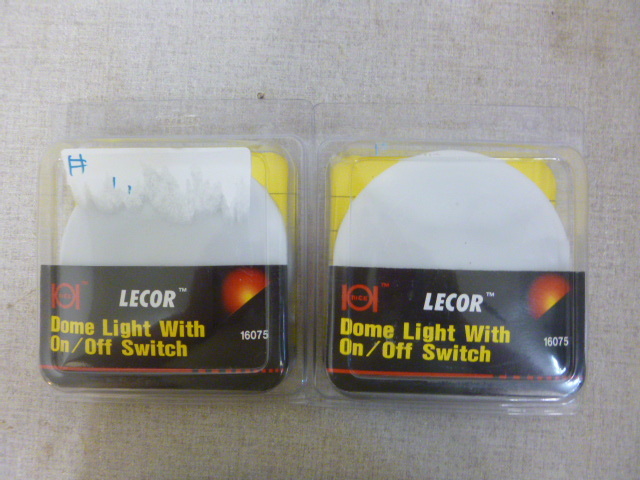 #
LECOR™
Dome Light With
On/Off Switch
16075
LECOR™
Dome Light With
On/Off Switch
16075